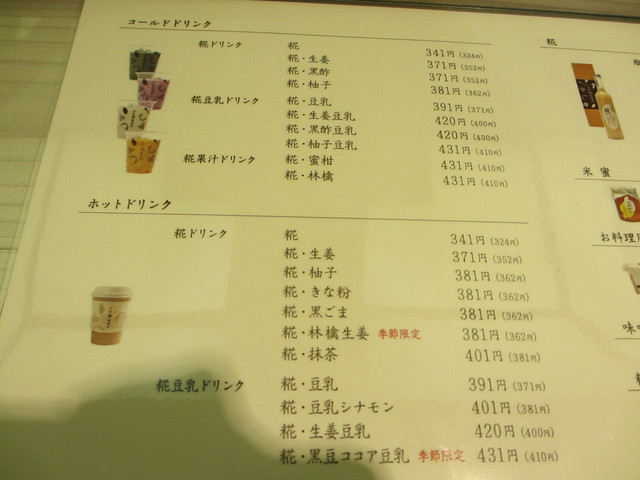 コールドドリンク
糀ドリンク 糀 341円 (324円)
糀・生姜 371円 (352円)
糀・黒酢 371円 (352円)
糀・柚子 381円 (362円)
糀豆乳ドリンク 糀・豆乳 391円 (371円)
糀・生姜豆乳 420円 (400円)
糀・黒酢豆乳 420円 (400円)
糀・柚子豆乳 431円 (410円)
糀果汁ドリンク 糀・蜜柑 431円 (410円)
糀・林檎 431円 (410円)
ホットドリンク
糀ドリンク 糀 341円 (324円)
糀・生姜 371円 (352円)
糀・柚子 381円 (362円)
糀・きな粉 381円 (362円)
糀・黒ごま 381円 (362円)
糀・林檎生姜 季節限定 381円 (362円)
糀・抹茶 401円 (381円)
糀豆乳ドリンク 糀・豆乳 391円 (371円)
糀・豆乳シナモン 401円 (381円)
糀・生姜豆乳 420円 (400円)
糀・黒豆ココア豆乳 季節限定 431円 (410円)
糀
米 蜜
お料理
味